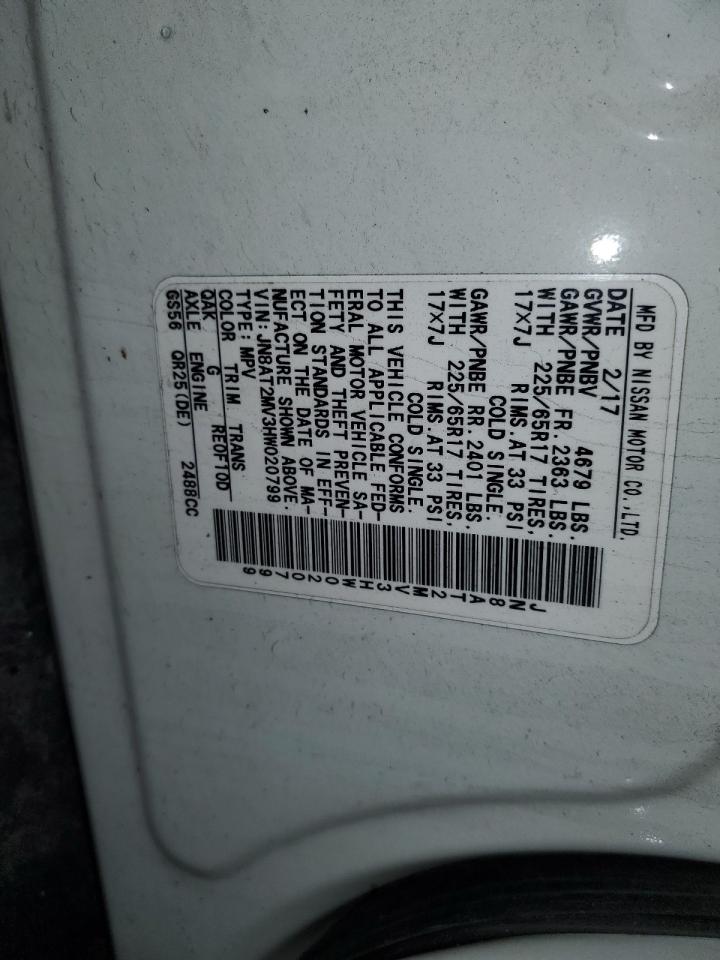 MFD BY NISSAN MOTOR CO.,LTD.
DATE 2/17
GVWR/PNBV 4679 LBS.
GAWR/PNBE FR.2363 LBS.
WITH 225/65R17 TIRES,
17X7J RIMS.AT 33 PSI
COLD SINGLE.
GAWR/PNBE RR.2401 LBS.
WITH 225/65R17 TIRES,
17X7J RIMS.AT 33 PSI
COLD SINGLE.
THIS VEHICLE CONFORMS
TO ALL APPLICABLE FED-
ERAL MOTOR VEHICLE SA-
FETY AND THEFT PREVEN-
TION STANDARDS IN EFF-
ECT ON THE DATE OF MA-
NUFACTURE SHOWN ABOVE.
VIN:JN8AT2MV3HW020799
TYPE:MPV
COLOR TRIM TRANS
QAK G RE0F10D
AXLE ENGINE
GS56 QR25(DE) 2488CC
JN8AT2MV3HW020799